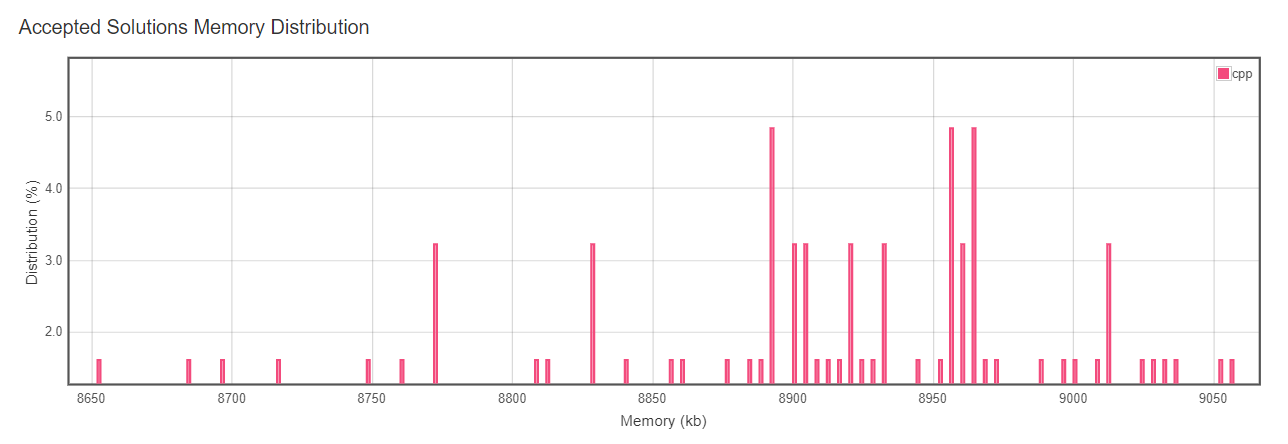 Accepted Solutions Memory Distribution
cpp
5.0
4.0
3.0
2.0
Distribution (%)
8650 8700 8750 8800 8850 8900 8950 9000 9050
Memory (kb)